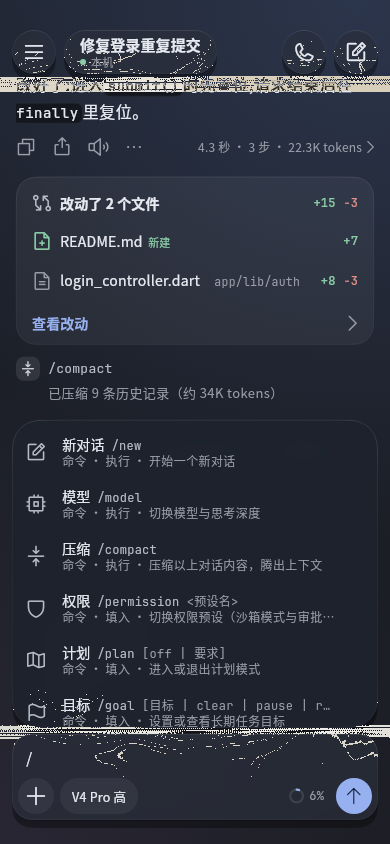 修复登录重复提交
本机
finally 里复位。
4.3 秒 · 3 步 · 22.3K tokens
改动了 2 个文件 +15 -3
README.md 新建 +7
login_controller.dart app/lib/auth +8 -3
查看改动
/compact
已压缩 9 条历史记录（约 34K tokens）
新对话 /new
命令 · 执行 · 开始一个新对话
模型 /model
命令 · 执行 · 切换模型与思考深度
压缩 /compact
命令 · 执行 · 压缩以上对话内容，腾出上下文
权限 /permission <预设名>
命令 · 填入 · 切换权限预设（沙箱模式与审批…
计划 /plan [off | 要求]
命令 · 填入 · 进入或退出计划模式
目标 /goal [目标 | clear | pause | r…
命令 · 填入 · 设置或查看长期任务目标
/
V4 Pro 高
6%